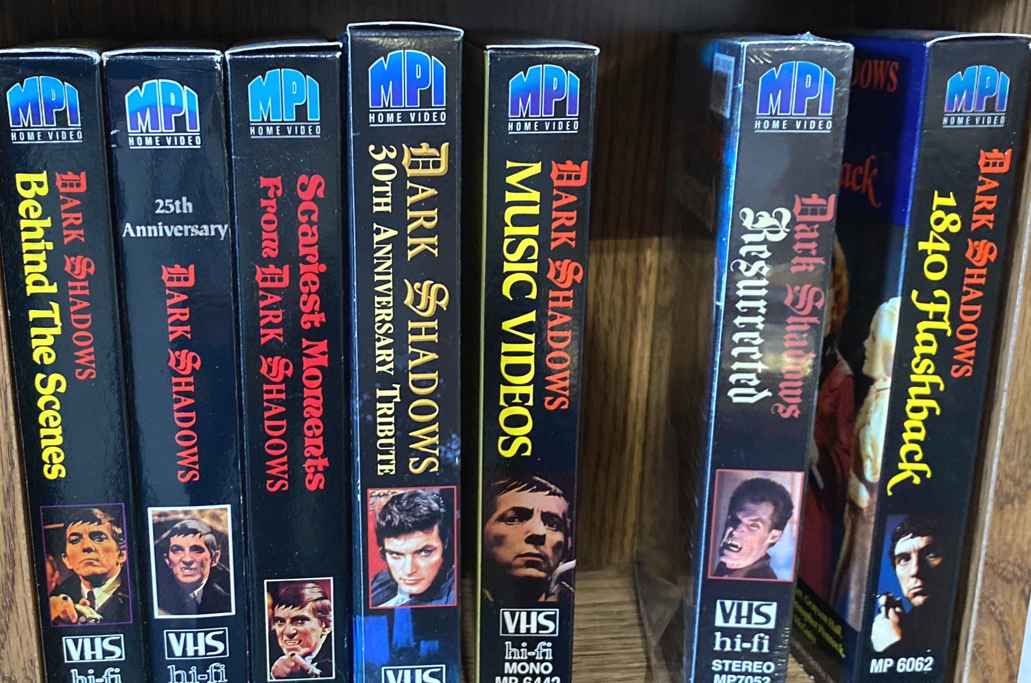 MPI
HOME VIDEO
DARK SHADOWS
Behind The Scenes
VHS
hi-fi
MPI
HOME VIDEO
25th
Anniversary
DARK SHADOWS
VHS
hi-fi
MPI
HOME VIDEO
Scariest Moments
From DARK SHADOWS
MPI
HOME VIDEO
DARK SHADOWS
30TH ANNIVERSARY TRIBUTE
VHS
MPI
HOME VIDEO
DARK SHADOWS
MUSIC VIDEOS
VHS
hi-fi
MONO
MP 6442
MPI
HOME VIDEO
Dark Shadows
Resurrected
VHS
hi-fi
STEREO
MP7052
MPI
HOME VIDEO
DARK SHADOWS
1840 Flashback
MP 6062